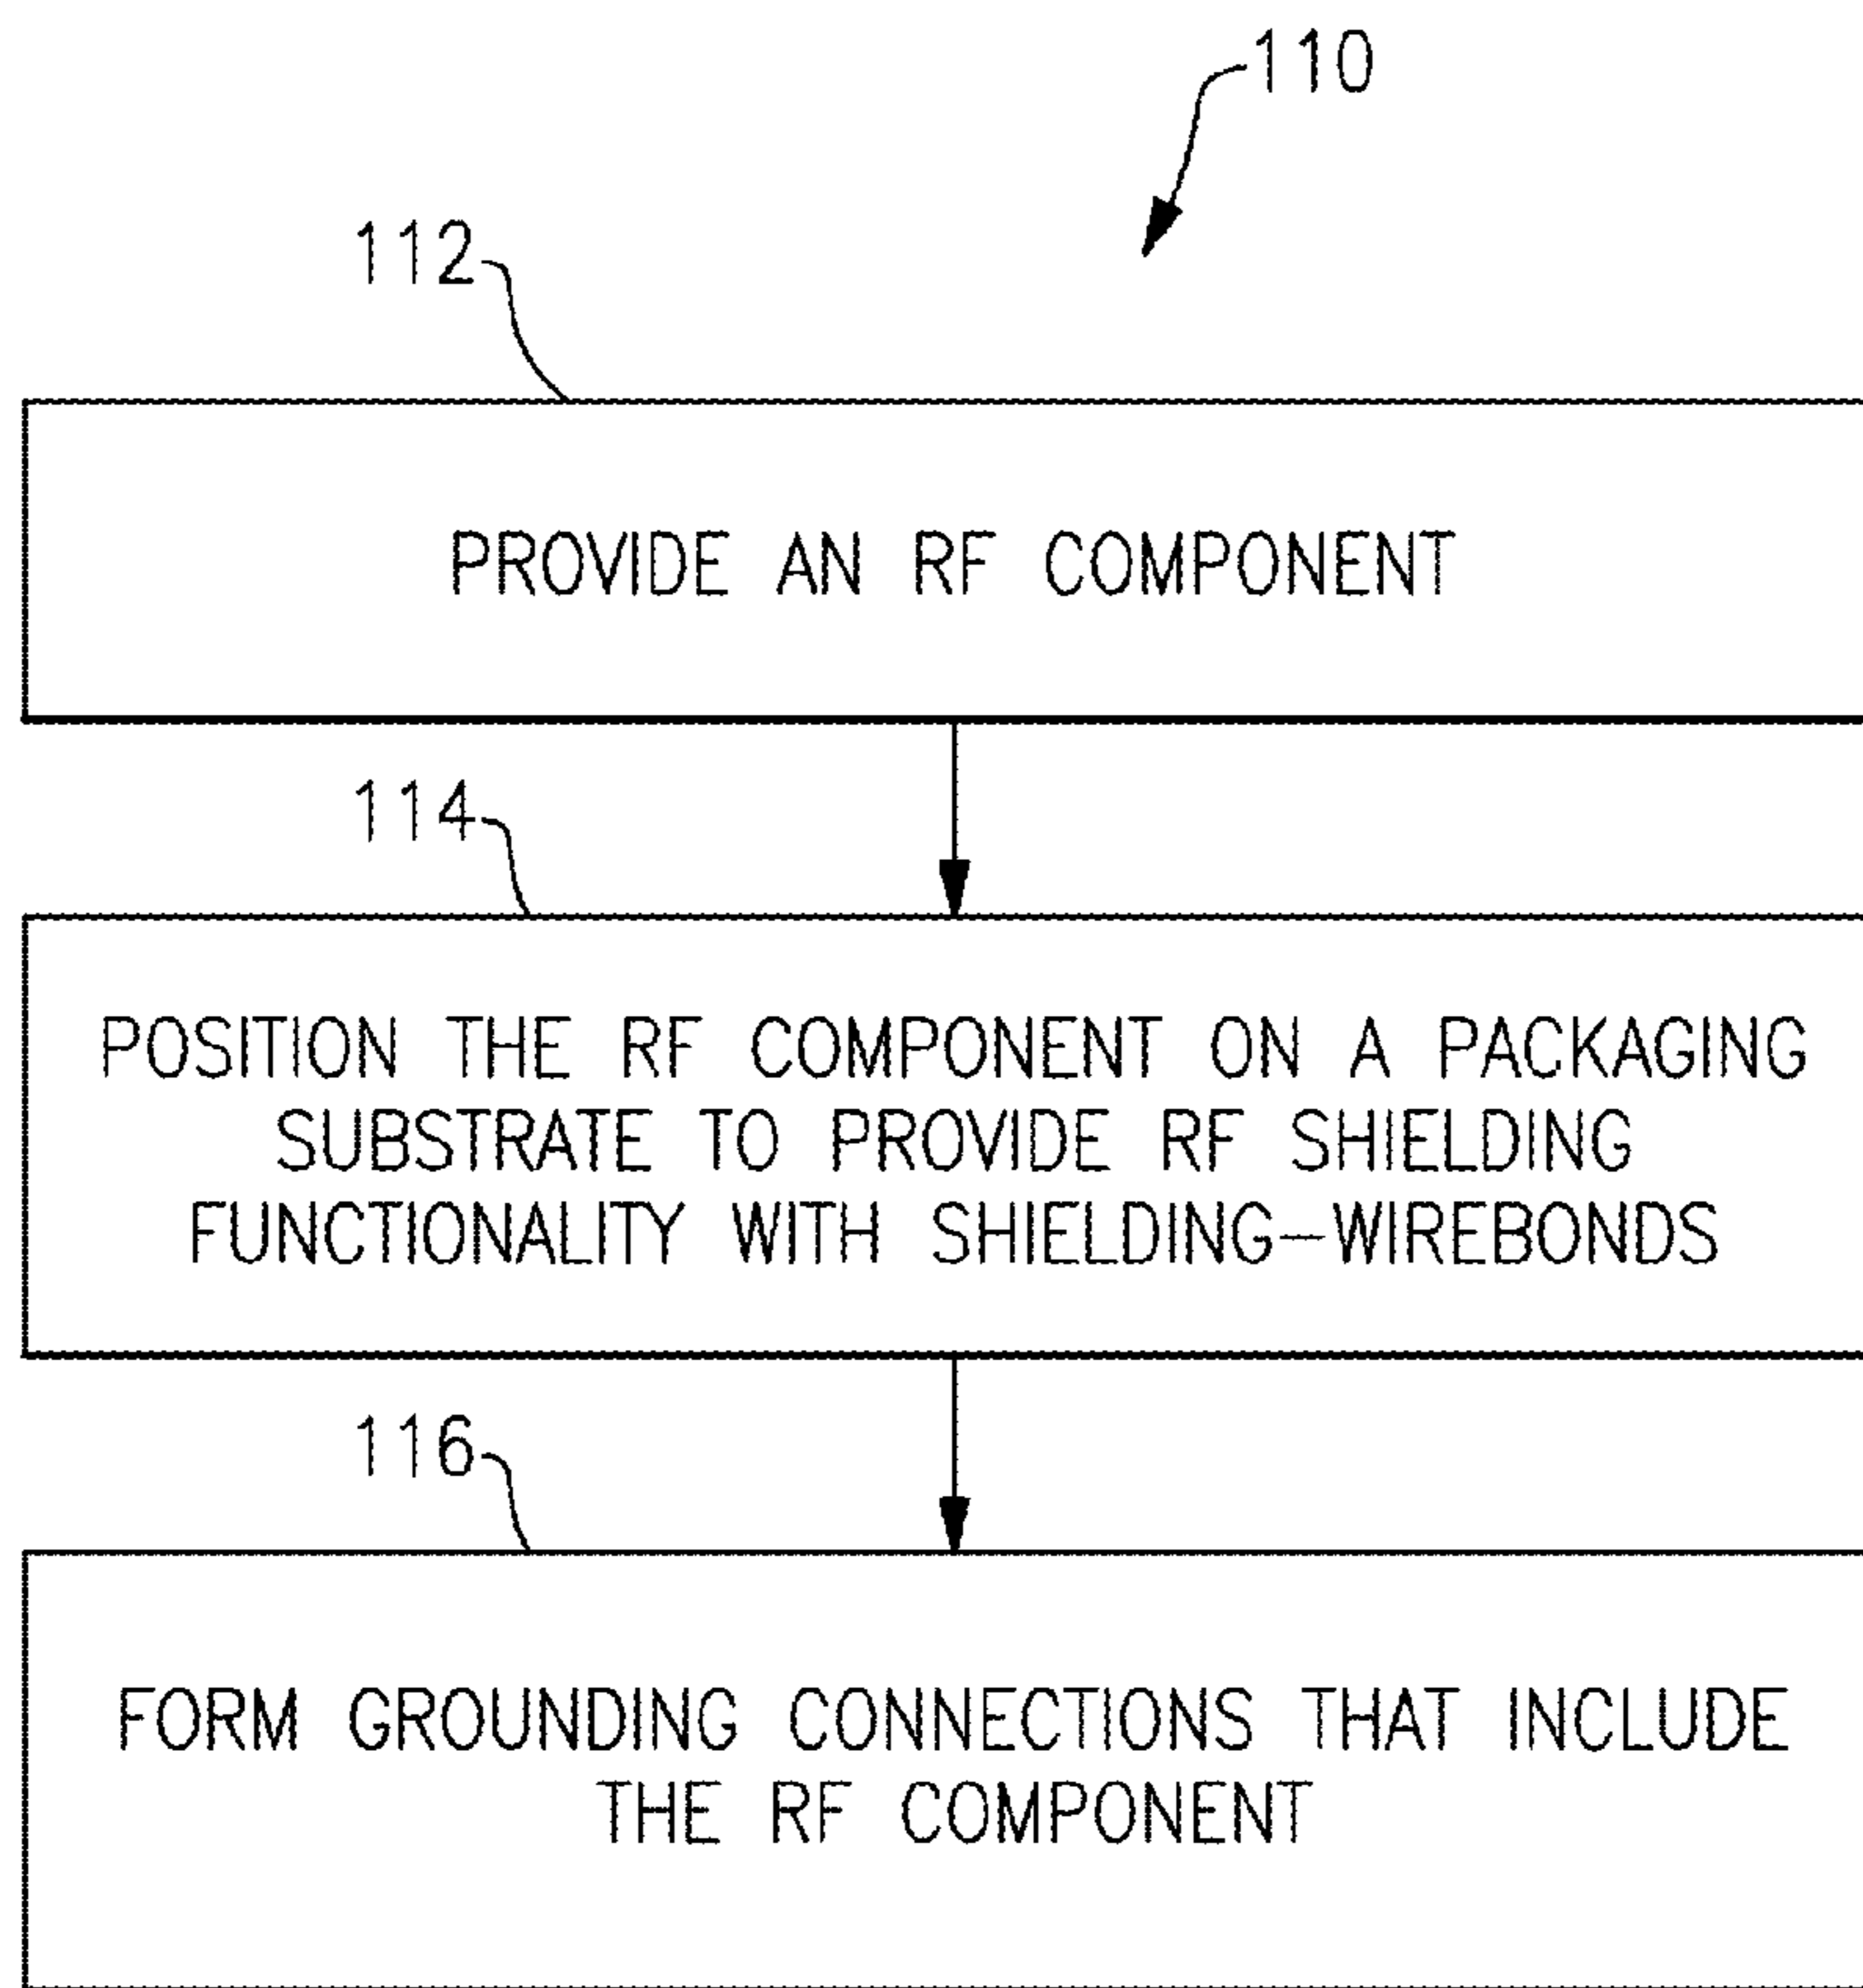 110
112
PROVIDE AN RF COMPONENT
114
POSITION THE RF COMPONENT ON A PACKAGING
SUBSTRATE TO PROVIDE RF SHIELDING
FUNCTIONALITY WITH SHIELDING-WIREBONDS
116
FORM GROUNDING CONNECTIONS THAT INCLUDE
THE RF COMPONENT